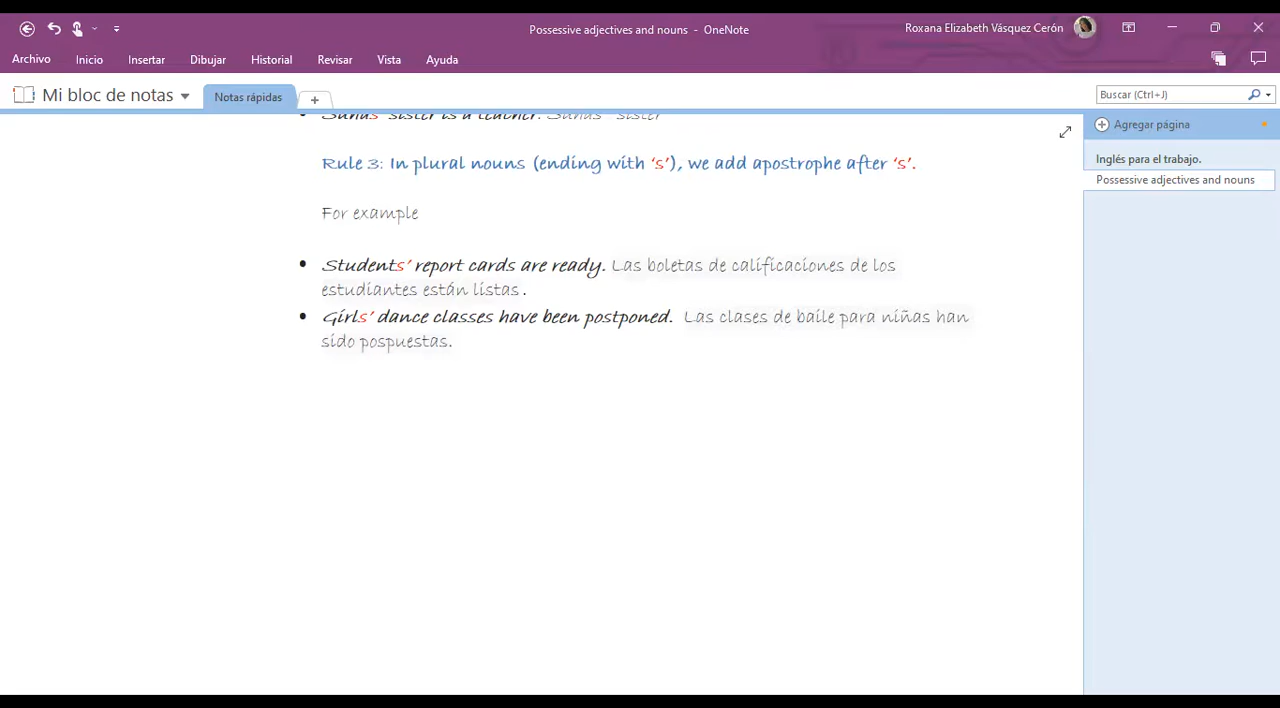 Possessive adjectives and nouns - OneNote
Roxana Elizabeth Vásquez Cerón
Archivo Inicio Insertar Dibujar Historial Revisar Vista Ayuda
Mi bloc de notas Notas rápidas +
Buscar (Ctrl+J)
Agregar página
Inglés para el trabajo.
Possessive adjectives and nouns
sister is a teacher. sister
Rule 3: In plural nouns (ending with ‘s’), we add apostrophe after ‘s’.
For example
• Students’ report cards are ready. Las boletas de calificaciones de los
estudiantes están listas.
• Girls’ dance classes have been postponed. Las clases de baile para niñas han
sido pospuestas.